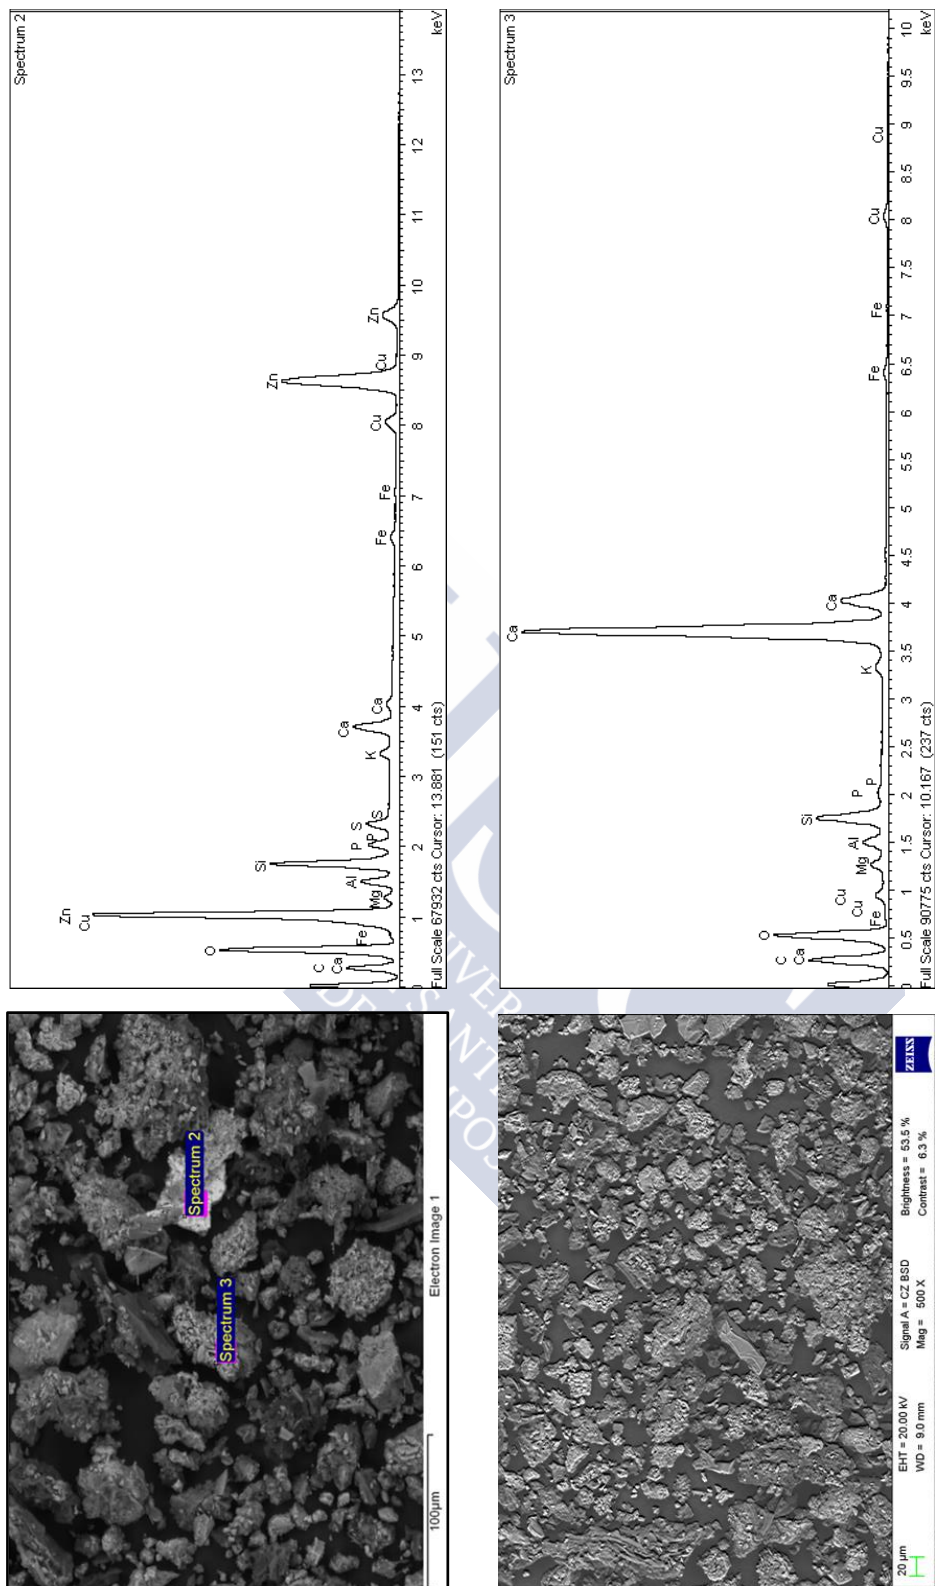 Spectrum 2
Zn
Cu
O
C
Ca
Fe
Mg
Al
Si
P
P
S
S
K
Ca
Ca
Fe
Fe
Cu
Zn
Cu
Zn
0 1 2 3 4 5 6 7 8 9 10 11 12 13
Full Scale 67932 cts Cursor: 13.881 (151 cts) keV
Spectrum 3
C
Ca
O
Fe
Cu
Cu
Mg
Al
Si
P
P
K
Ca
Ca
Fe
Fe
Cu
Cu
0 0.5 1 1.5 2 2.5 3 3.5 4 4.5 5 5.5 6 6.5 7 7.5 8 8.5 9 9.5 10
Full Scale 90775 cts Cursor: 10.167 (237 cts) keV
Spectrum 2
Spectrum 3
100µm Electron Image 1
20 µm
EHT = 20.00 kV Signal A = CZ BSD Brightness = 53.5 %
WD = 9.0 mm Mag = 500 X Contrast = 6.3 %
ZEISS